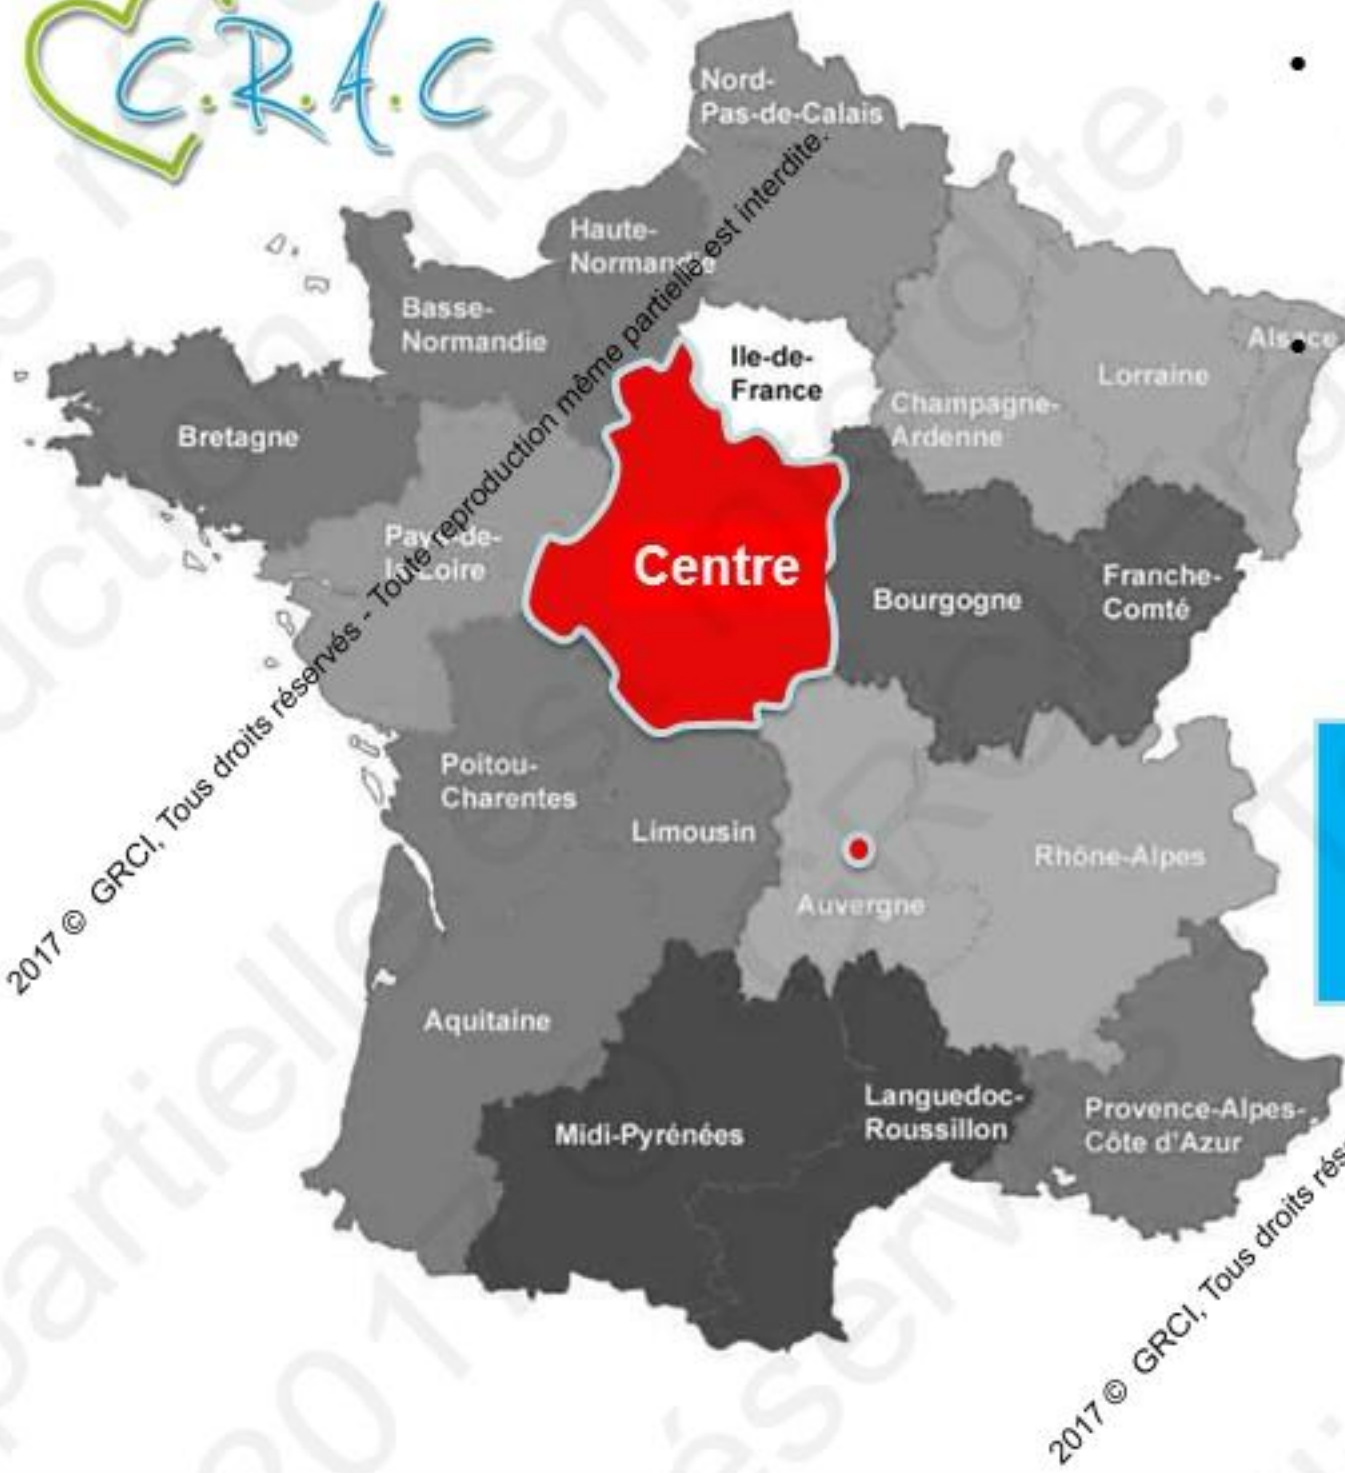 C.R.A.C
Nord-
Pas-de-Calais
Haute-
Normandie
Basse-
Normandie
Ile-de-
France
Alsace
Lorraine
Champagne-
Ardenne
Bretagne
Pays-de-
la-Loire
Centre
Bourgogne
Franche-
Comté
Poitou-
Charentes
Limousin
Rhône-Alpes
Auvergne
Aquitaine
Midi-Pyrénées
Languedoc-
Roussillon
Provence-Alpes-
Côte d'Azur
2017 © GRCI, Tous droits réservés - Toute reproduction même partielle est interdite.
2017 © GRCI, Tous droits rés